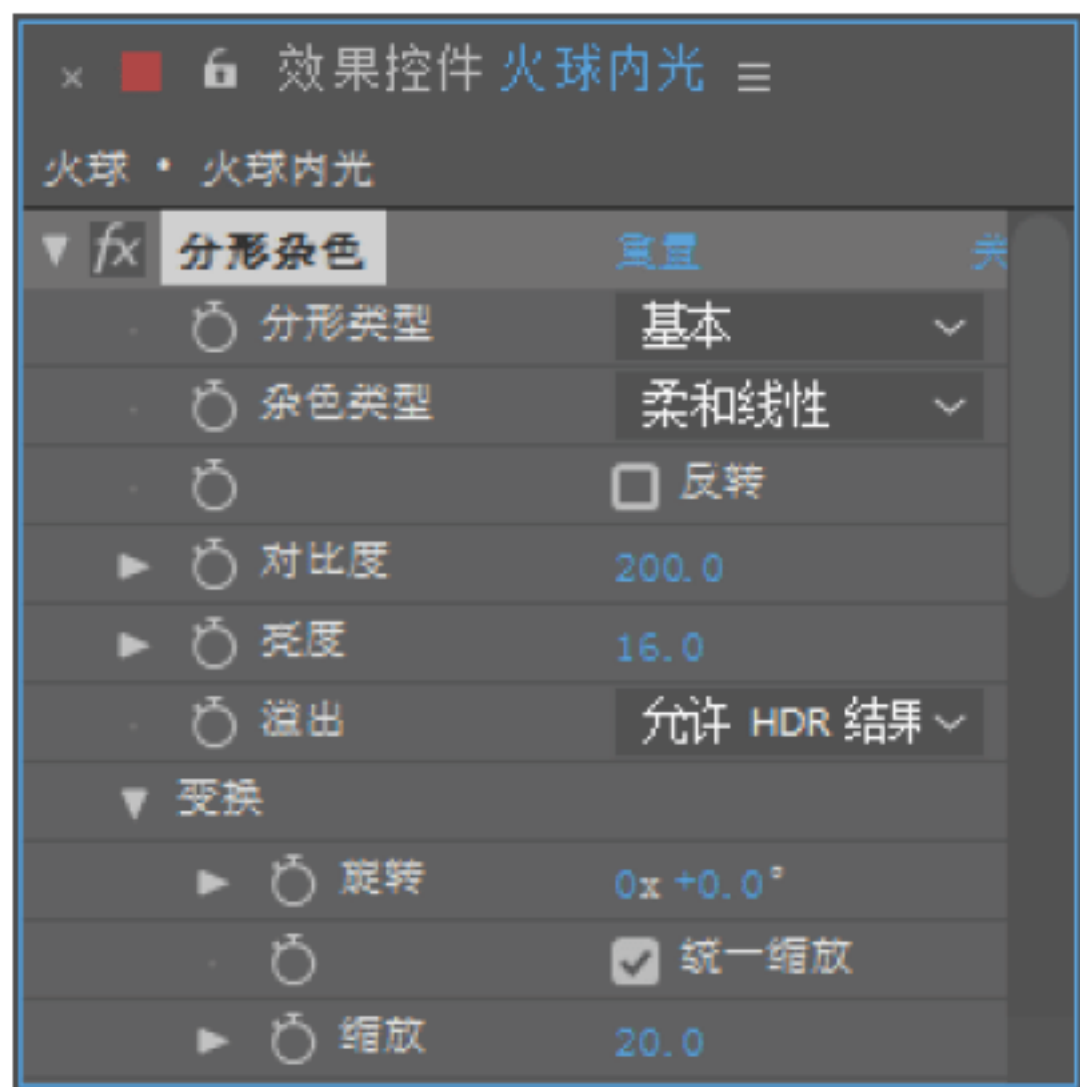 × 效果控件 火球内光 ≡
火球 • 火球内光
fx 分形杂色 重置 关
分形类型 基本
杂色类型 柔和线性
反转
对比度 200.0
亮度 16.0
溢出 允许 HDR 结果
变换
旋转 0x +0.0°
统一缩放
缩放 20.0